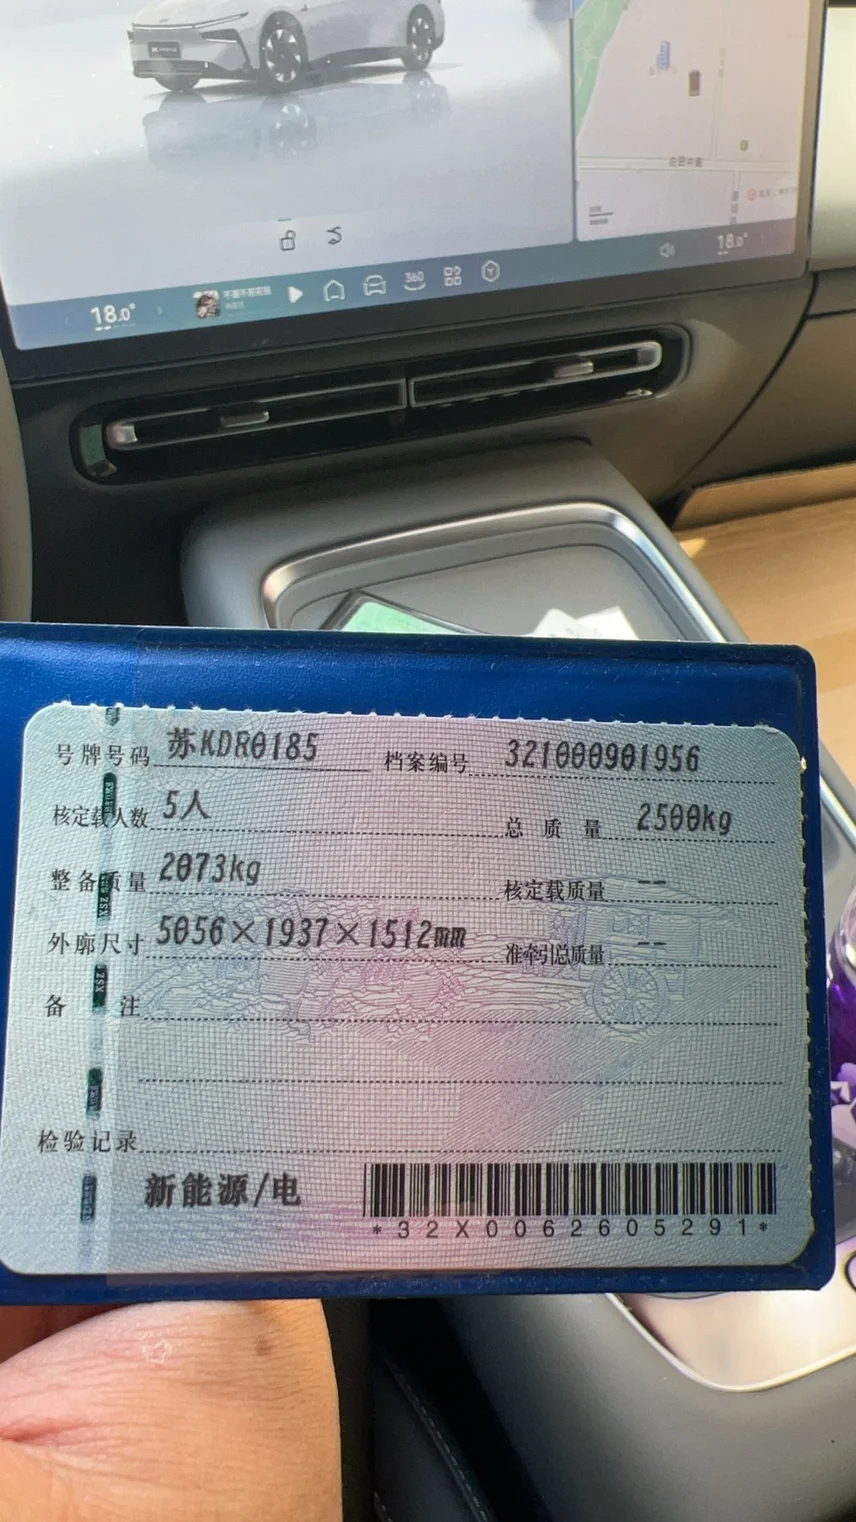 18.0°
360
18.0°
号牌号码 苏KDR0185 档案编号 321000901956
核定载人数 5人 总质量 2500kg
整备质量 2073kg 核定载质量 --
外廓尺寸 5056×1937×1512mm 准牵引总质量 --
备注
检验记录
新能源/电
*32X0062605291*